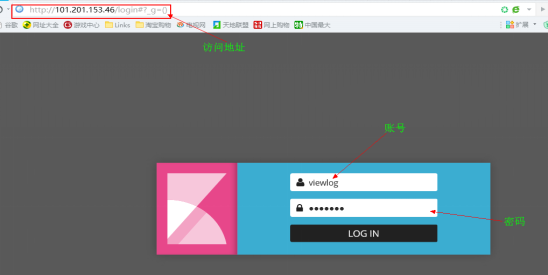 http://101.201.153.46/login#?_g=()
谷歌 网址大全 游戏中心 Links 淘宝购物 电视网 天地联盟 网上购物 中国最大 扩展
访问地址
账号
viewlog
密码
LOG IN